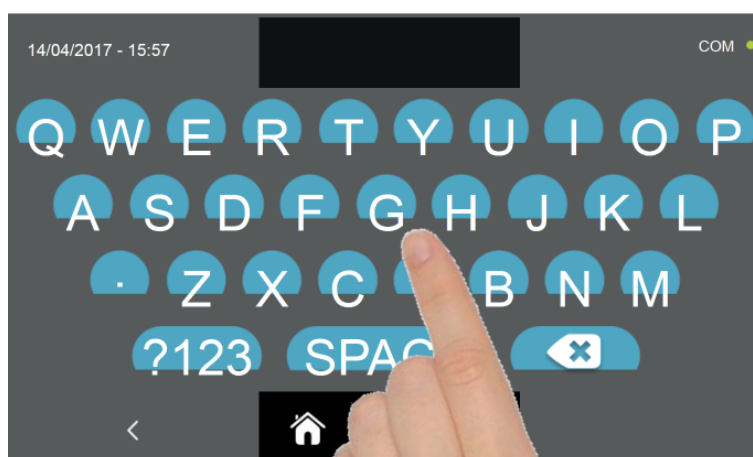 14/04/2017 - 15:57
COM
Q W E R T Y U I O P
A S D F G H J K L
. Z X C B N M
?123 SPAC